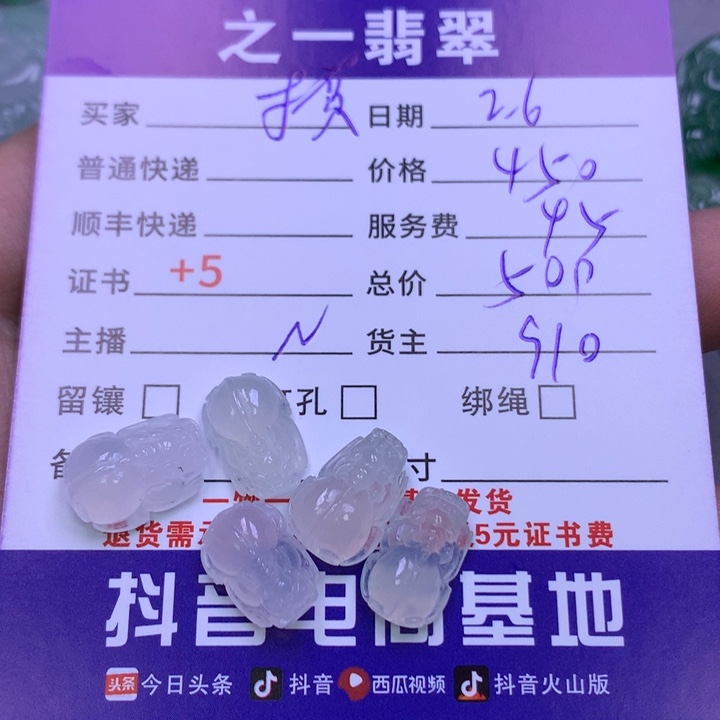 之一翡翠
买家 日期 2.6
普通快递 价格 450
顺丰快递 服务费 45
证书 +5 总价 500
主播 N 货主 910
留镶 孔 绑绳
寸
发货
退货需 5元证书费
抖音电商基地
头条 今日头条 抖音 西瓜视频 抖音火山版